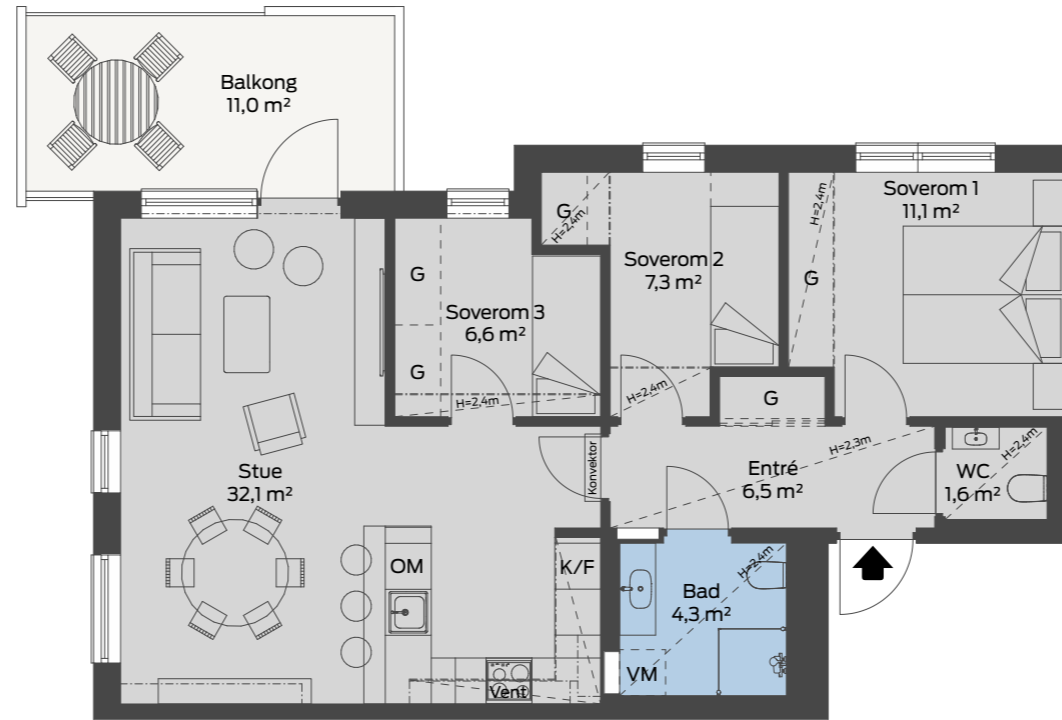 Balkong
11,0 m²
Soverom 1
11,1 m²
H=2,4m
G
G
H=2,4m
Soverom 2
7,3 m²
H=2,4m
G
Soverom 3
6,6 m²
G
H=2,4m
G
H=2,3m
Entré
6,5 m²
WC
1,6 m²
H=2,4m
Konvektor
Stue
32,1 m²
OM
K/F
Vent
H=2,4m
Bad
4,3 m²
VM